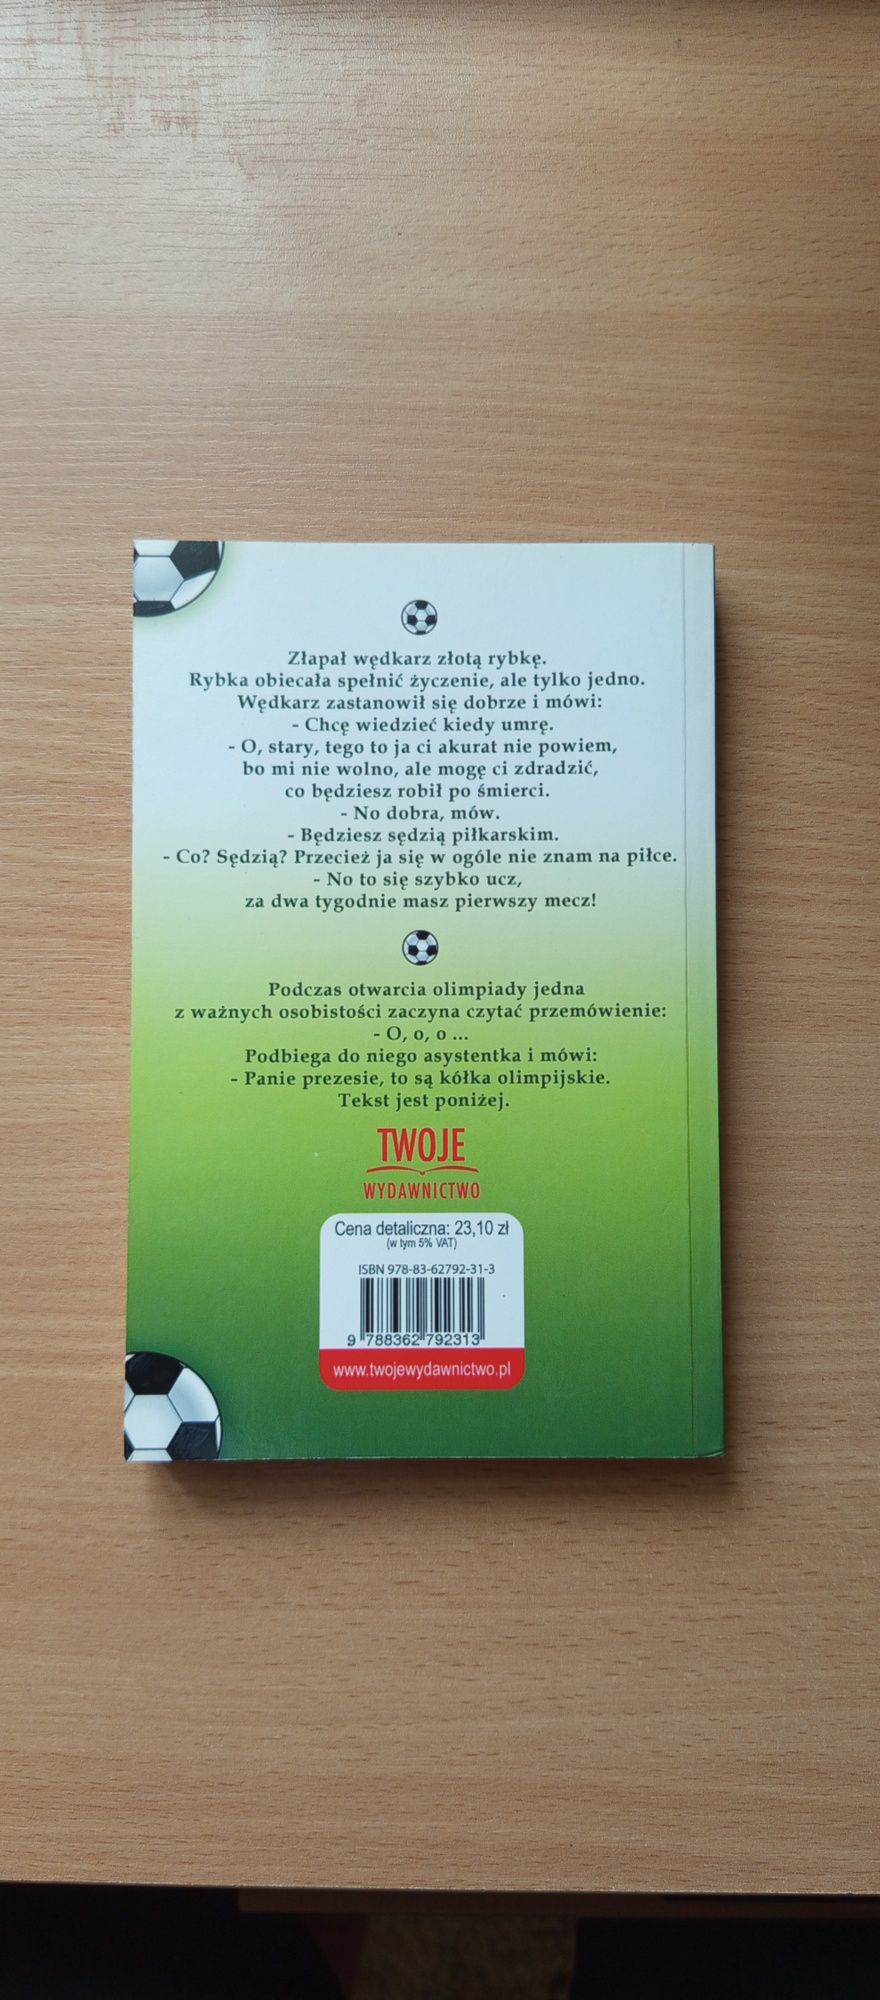 Złapał wędkarz złotą rybkę.
Rybka obiecała spełnić życzenie, ale tylko jedno.
Wędkarz zastanowił się dobrze i mówi:
- Chcę wiedzieć kiedy umrę.
- O, stary, tego to ja ci akurat nie powiem,
bo mi nie wolno, ale mogę ci zdradzić,
co będziesz robił po śmierci.
- No dobra, mów.
- Będziesz sędzią piłkarskim.
- Co? Sędzią? Przecież ja się w ogóle nie znam na piłce.
- No to się szybko ucz,
za dwa tygodnie masz pierwszy mecz!
Podczas otwarcia olimpiady jedna
z ważnych osobistości zaczyna czytać przemówienie:
- O, o, o ...
Podbiega do niego asystentka i mówi:
- Panie prezesie, to są kółka olimpijskie.
Tekst jest poniżej.
TWOJE
WYDAWNICTWO
Cena detaliczna: 23,10 zł
(w tym 5% VAT)
ISBN 978-83-62792-31-3
9 788362 792313
www.twojewydawnictwo.pl